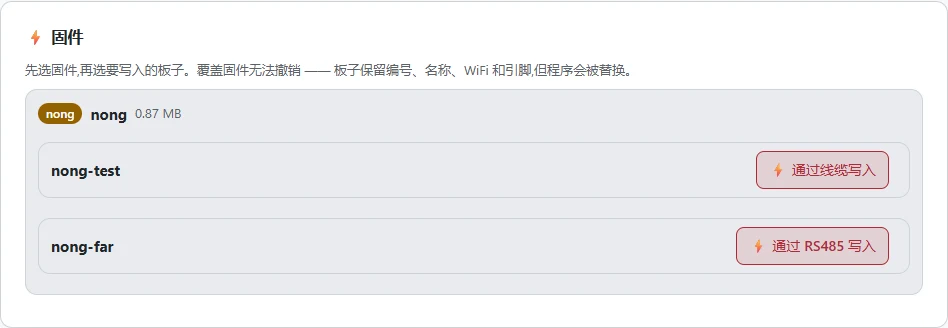 固件
先选固件,再选要写入的板子。覆盖固件无法撤销 —— 板子保留编号、名称、WiFi 和引脚,但程序会被替换。
nong nong 0.87 MB
nong-test 通过线缆写入
nong-far 通过 RS485 写入